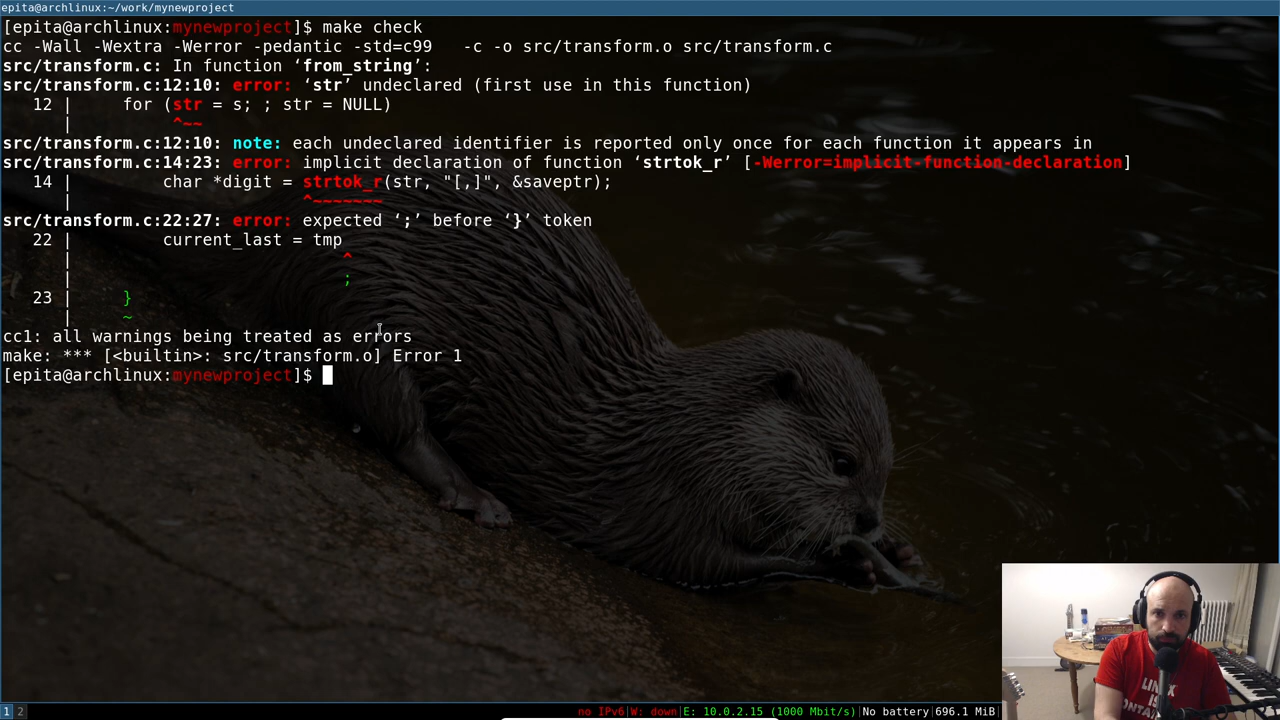 epita@archlinux:~/work/mynewproject
[epita@archlinux:mynewproject]$ make check
cc -Wall -Wextra -Werror -pedantic -std=c99   -c -o src/transform.o src/transform.c
src/transform.c: In function ‘from_string’:
src/transform.c:12:10: error: ‘str’ undeclared (first use in this function)
   12 |     for (str = s; ; str = NULL)
      |          ^~~
src/transform.c:12:10: note: each undeclared identifier is reported only once for each function it appears in
src/transform.c:14:23: error: implicit declaration of function ‘strtok_r’ [-Werror=implicit-function-declaration]
   14 |         char *digit = strtok_r(str, "[,]", &saveptr);
      |                       ^~~~~~~~
src/transform.c:22:27: error: expected ‘;’ before ‘}’ token
   22 |         current_last = tmp
      |                           ^
      |                           ;
   23 |     }
      |     ~
cc1: all warnings being treated as errors
make: *** [<builtin>: src/transform.o] Error 1
[epita@archlinux:mynewproject]$
LINUX
IS
1 2
no IPv6|W: down|E: 10.0.2.15 (1000 Mbit/s)|No battery|696.1 MiB